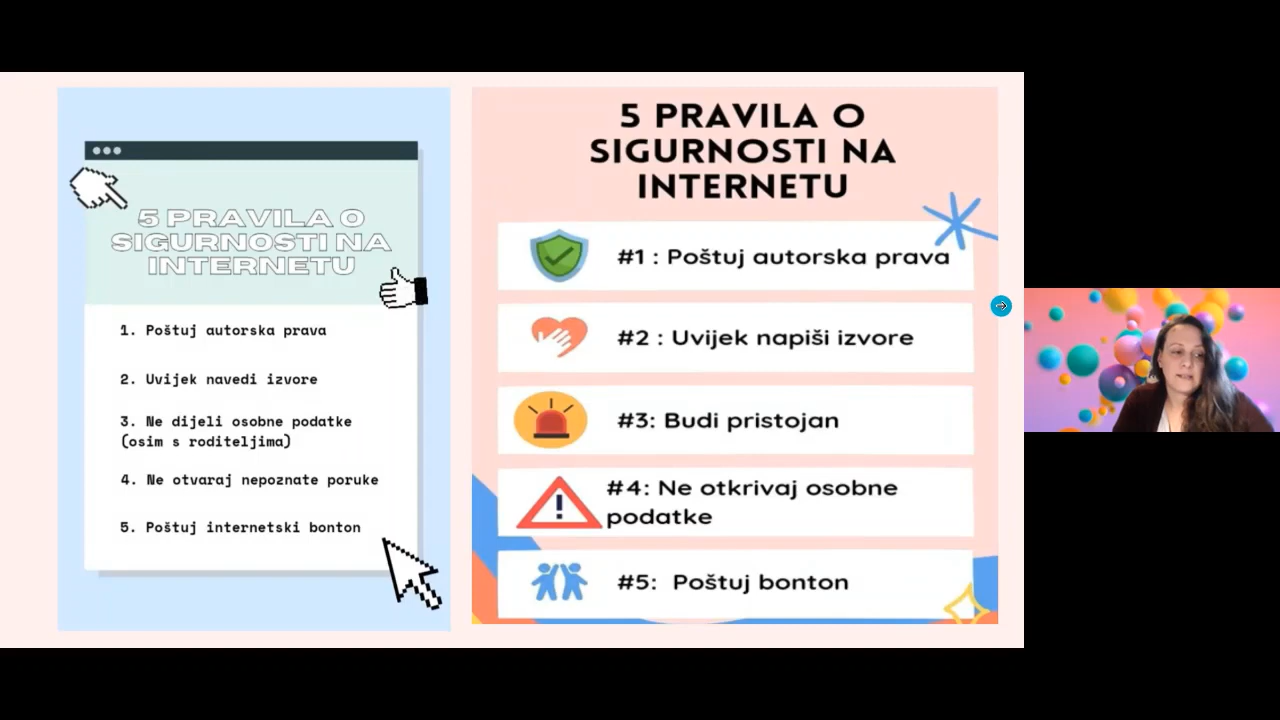 5 PRAVILA O
SIGURNOSTI NA
INTERNETU
1. Poštuj autorska prava
2. Uvijek navedi izvore
3. Ne dijeli osobne podatke
(osim s roditeljima)
4. Ne otvaraj nepoznate poruke
5. Poštuj internetski bonton
5 PRAVILA O
SIGURNOSTI NA
INTERNETU
#1 : Poštuj autorska prava
#2 : Uvijek napiši izvore
#3: Budi pristojan
#4: Ne otkrivaj osobne
podatke
#5: Poštuj bonton